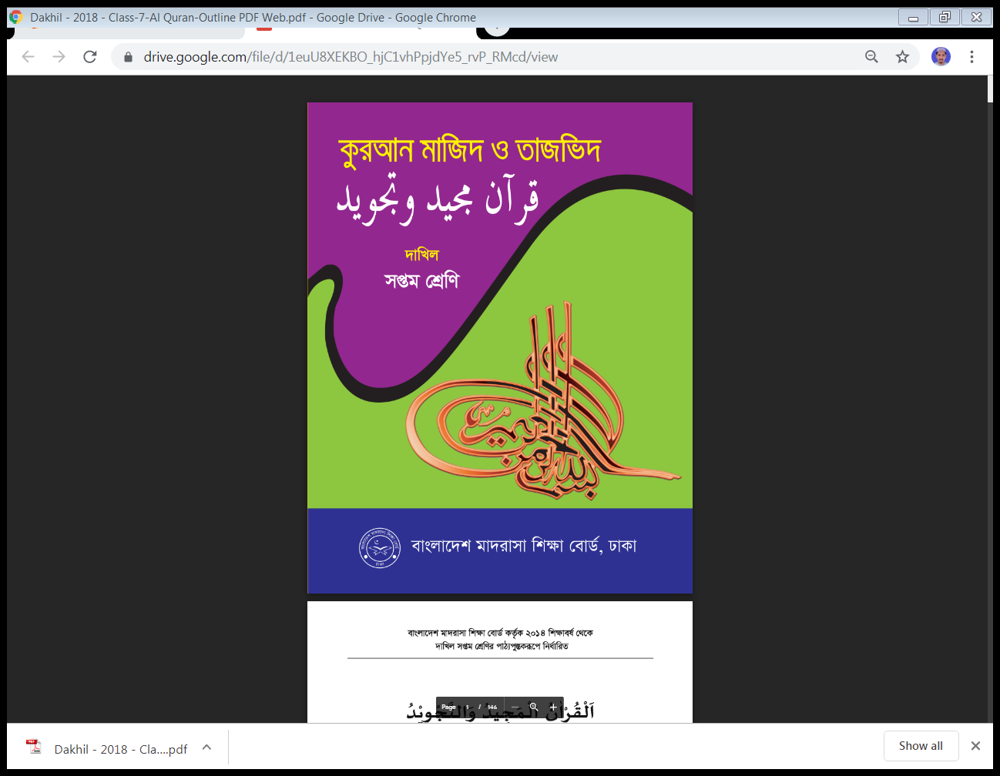 Dakhil - 2018 - Class-7-Al Quran-Outline PDF Web.pdf - Google Drive - Google Chrome
drive.google.com/file/d/1euU8XEKBO_hjC1vhPpjdYe5_rvP_RMcd/view
কুরআন মাজিদ ও তাজভিদ
قرآن مجيد وتجويد
দাখিল
সপ্তম শ্রেণি
বাংলাদেশ মাদরাসা শিক্ষা বোর্ড, ঢাকা
বাংলাদেশ মাদরাসা শিক্ষা বোর্ড কর্তৃক ২০১৪ শিক্ষাবর্ষ থেকে
দাখিল সপ্তম শ্রেণির পাঠ্যপুস্তকরূপে নির্ধারিত
اَلْقُرْاٰنُ الْمَجِيْدُ وَالتَّجْوِيْدُ
Page 1 / 146
Dakhil - 2018 - Cla....pdf
Show all